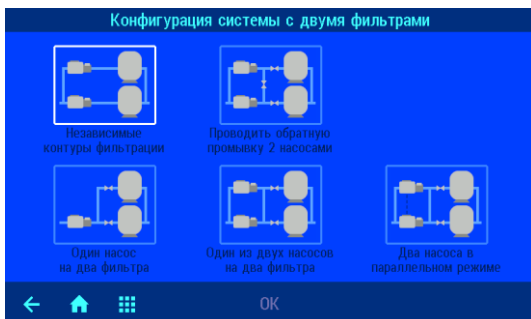 Конфигурация системы с двумя фильтрами
Независимые
контуры фильтрации
Проводить обратную
промывку 2 насосами
Один насос
на два фильтра
Один из двух насосов
на два фильтра
Два насоса в
параллельном режиме
OK